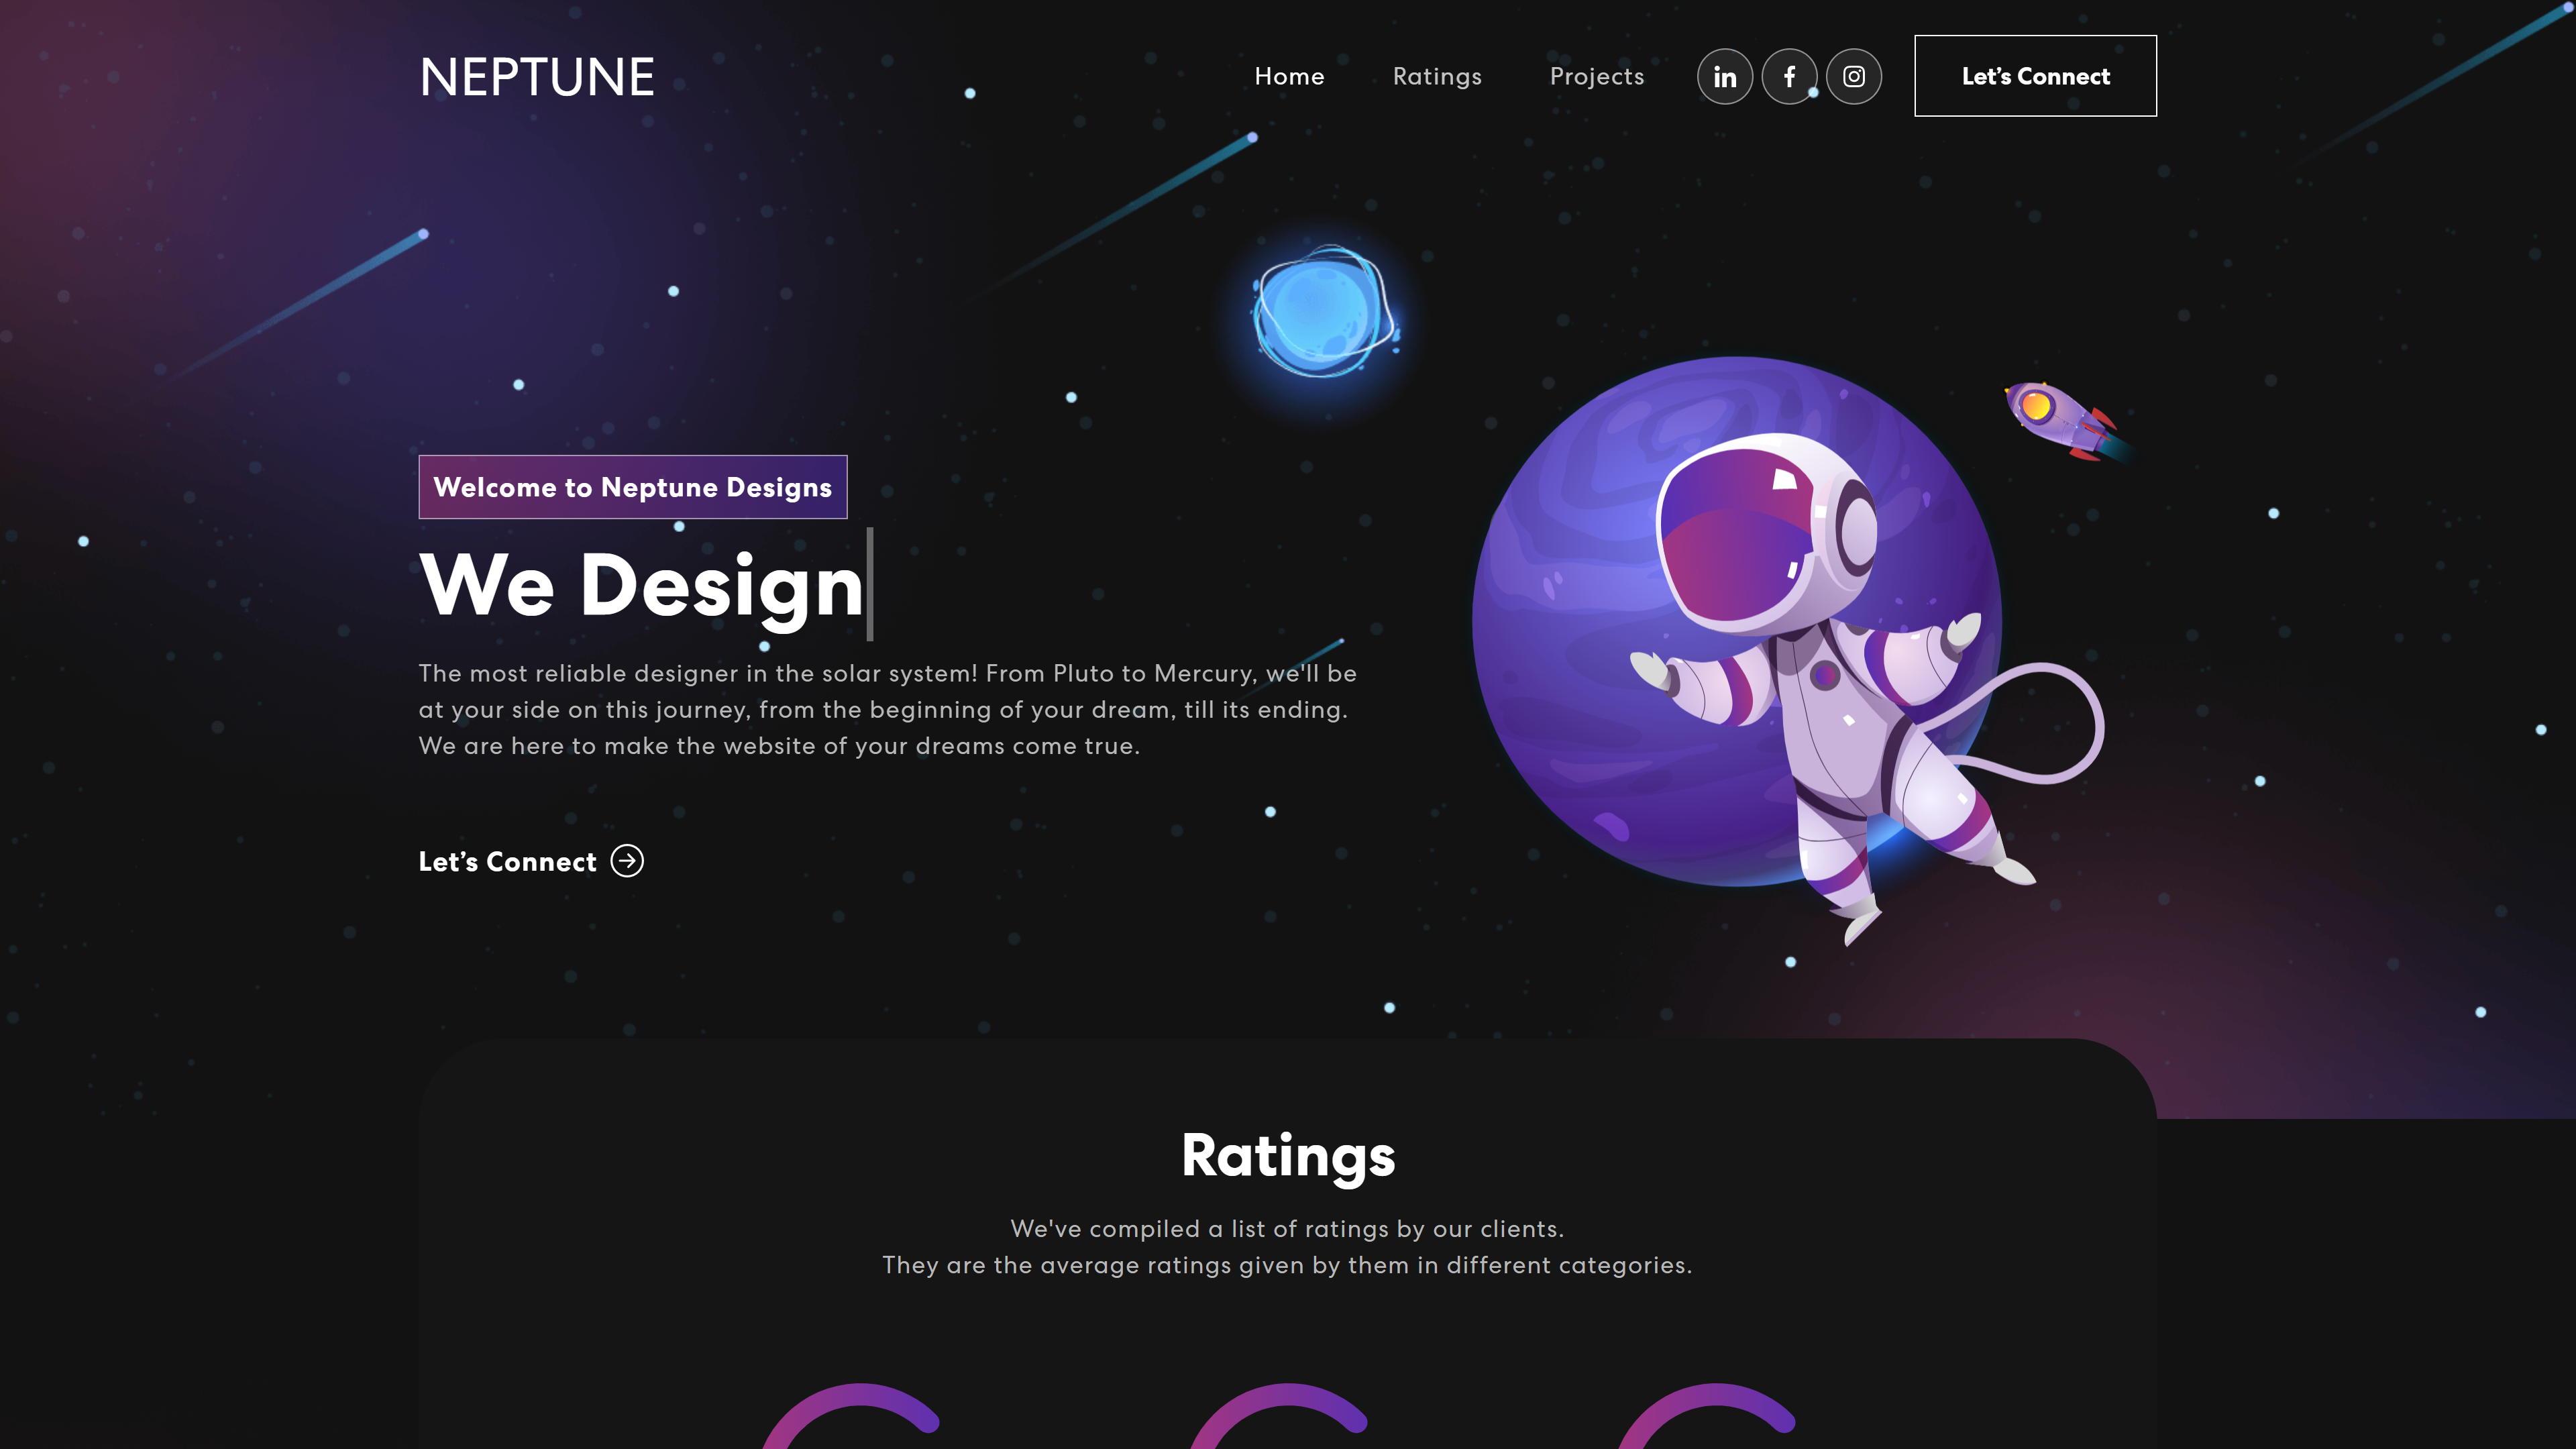 NEPTUNE
Home Ratings Projects Let’s Connect
Welcome to Neptune Designs
We Design
The most reliable designer in the solar system! From Pluto to Mercury, we'll be
at your side on this journey, from the beginning of your dream, till its ending.
We are here to make the website of your dreams come true.
Let’s Connect
Ratings
We've compiled a list of ratings by our clients.
They are the average ratings given by them in different categories.